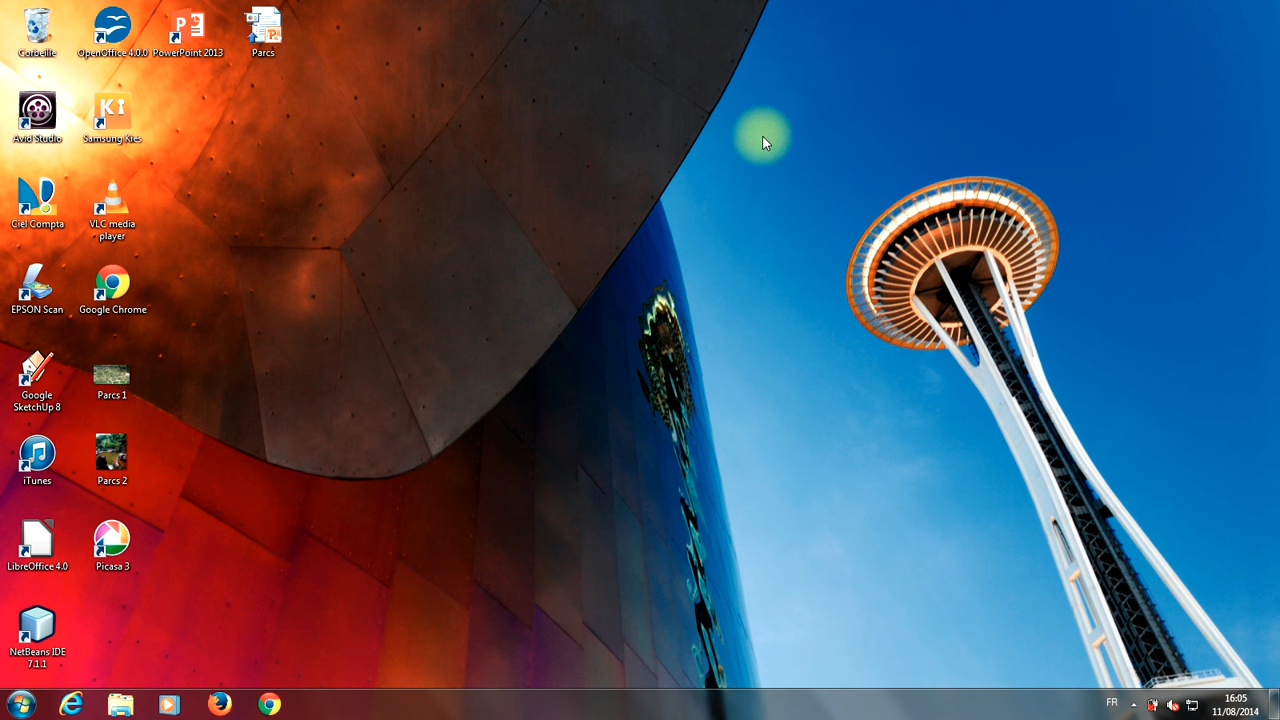 Corbeille
OpenOffice 4.0.0
PowerPoint 2013
Parcs
Avid Studio
Samsung Kies
Ciel Compta
VLC media
player
EPSON Scan
Google Chrome
Google
SketchUp 8
Parcs 1
iTunes
Parcs 2
LibreOffice 4.0
Picasa 3
NetBeans IDE
7.1.1
FR
16:05
11/08/2014